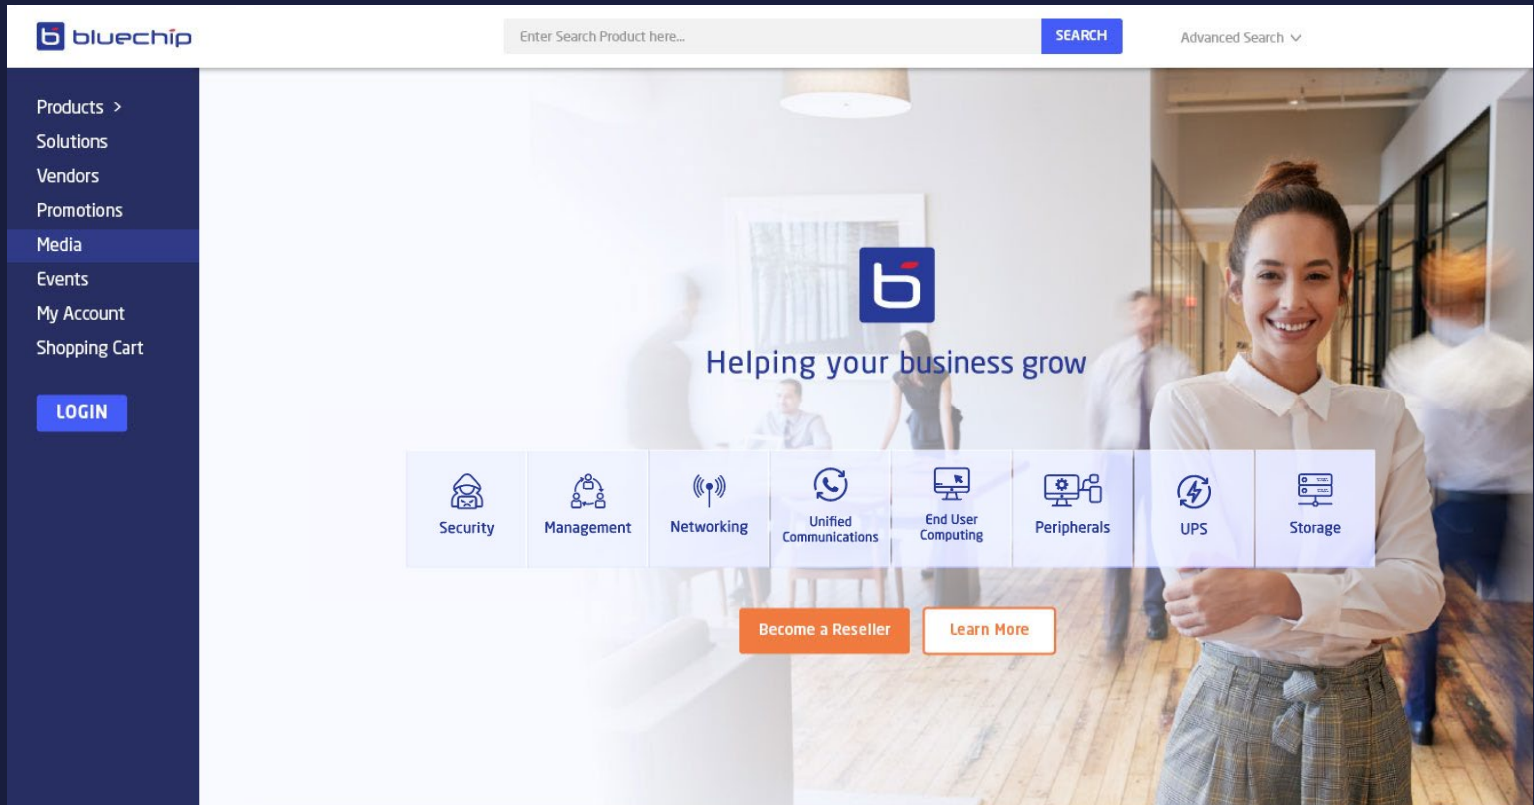 bluechip
Enter Search Product here...
SEARCH
Advanced Search
Products >
Solutions
Vendors
Promotions
Media
Events
My Account
Shopping Cart
LOGIN
b
Helping your business grow
Security
Management
Networking
Unified
Communications
End User
Computing
Peripherals
UPS
Storage
Become a Reseller
Learn More